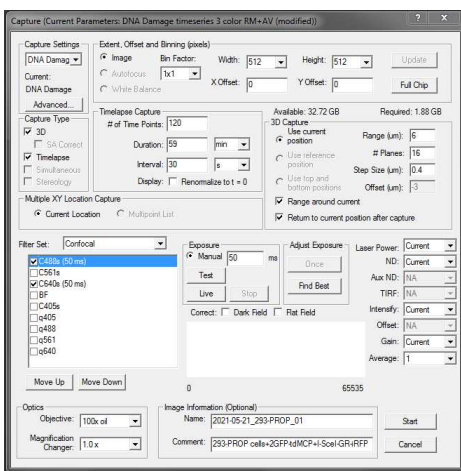 Capture (Current Parameters: DNA Damage timeseries 3 color RM+AV (modified))
Capture Settings
DNA Damag
Current:
DNA Damage
Advanced...
Extent, Offset and Binning (pixels)
Image
Autofocus
White Balance
Bin Factor:
1x1
Width: 512
Height: 512
X Offset: 0
Y Offset: 0
Update
Full Chip
Capture Type
3D
SA Correct
Timelapse
Simultaneous
Stereology
Timelapse Capture
# of Time Points: 120
Duration: 59 min
Interval: 30 s
Display: Renormalize to t = 0
Available: 32.72 GB Required: 1.88 GB
3D Capture
Use current position
Use reference position
Use top and bottom positions
Range (um): 6
# Planes: 16
Step Size (um): 0.4
Offset (um): -3
Range around current
Return to current position after capture
Multiple XY Location Capture
Current Location Multipoint List
Filter Set: Confocal
C488s (50 ms)
C561s
C640s (50 ms)
BF
C405s
q405
q488
q561
q640
Move Up Move Down
Exposure
Manual 50 ms
Test
Live Stop
Adjust Exposure
Once
Find Best
Correct: Dark Field Flat Field
0 65535
Laser Power: Current
ND: Current
Aux ND: NA
TIRF: NA
Intensify: Current
Offset: NA
Gain: Current
Average: 1
Optics
Objective: 100x oil
Magnification Changer: 1.0x
Image Information (Optional)
Name: 2021-05-21_293-PROP_01
Comment: 293-PROP cells+2GFP-tdMCP+I-SceI-GR-iRFP
Start
Cancel